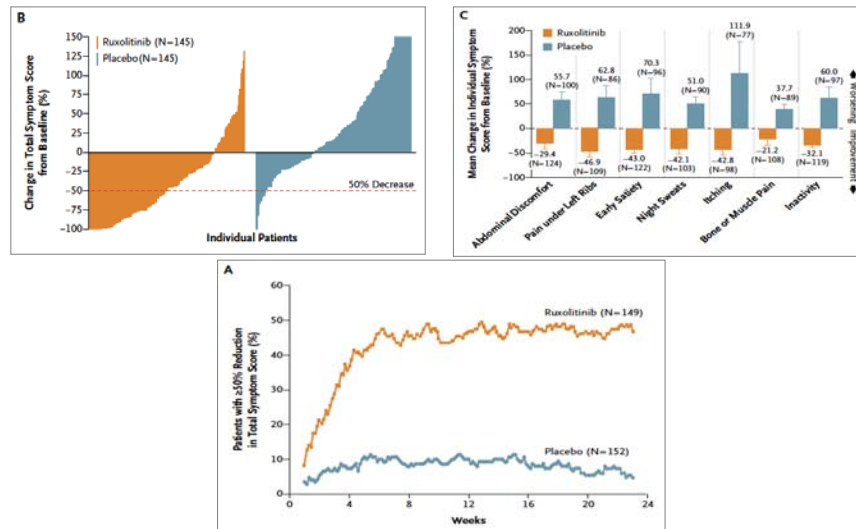 B
Change in Total Symptom Score
from Baseline (%)
150
125
100
75
50
25
0
−25
−50
−75
−100
Ruxolitinib (N=145)
Placebo(N=145)
50% Decrease
Individual Patients
C
Mean Change in Individual Symptom
Score from Baseline (%)
200
150
100
50
0
−50
−100
Ruxolitinib
Placebo
55.7
(N=100)
62.8
(N=86)
70.3
(N=96)
51.0
(N=90)
111.9
(N=77)
37.7
(N=89)
60.0
(N=97)
−29.4
(N=124)
−46.9
(N=109)
−43.0
(N=122)
−42.1
(N=103)
−42.8
(N=98)
−21.2
(N=108)
−32.1
(N=119)
Abdominal Discomfort
Pain under Left Ribs
Early Satiety
Night Sweats
Itching
Bone or Muscle Pain
Inactivity
Worsening
Improvement
A
Patients with ≥50% Reduction
in Total Symptom Score (%)
60
50
40
30
20
10
0
Ruxolitinib (N=149)
Placebo (N=152)
0
4
8
12
16
20
24
Weeks